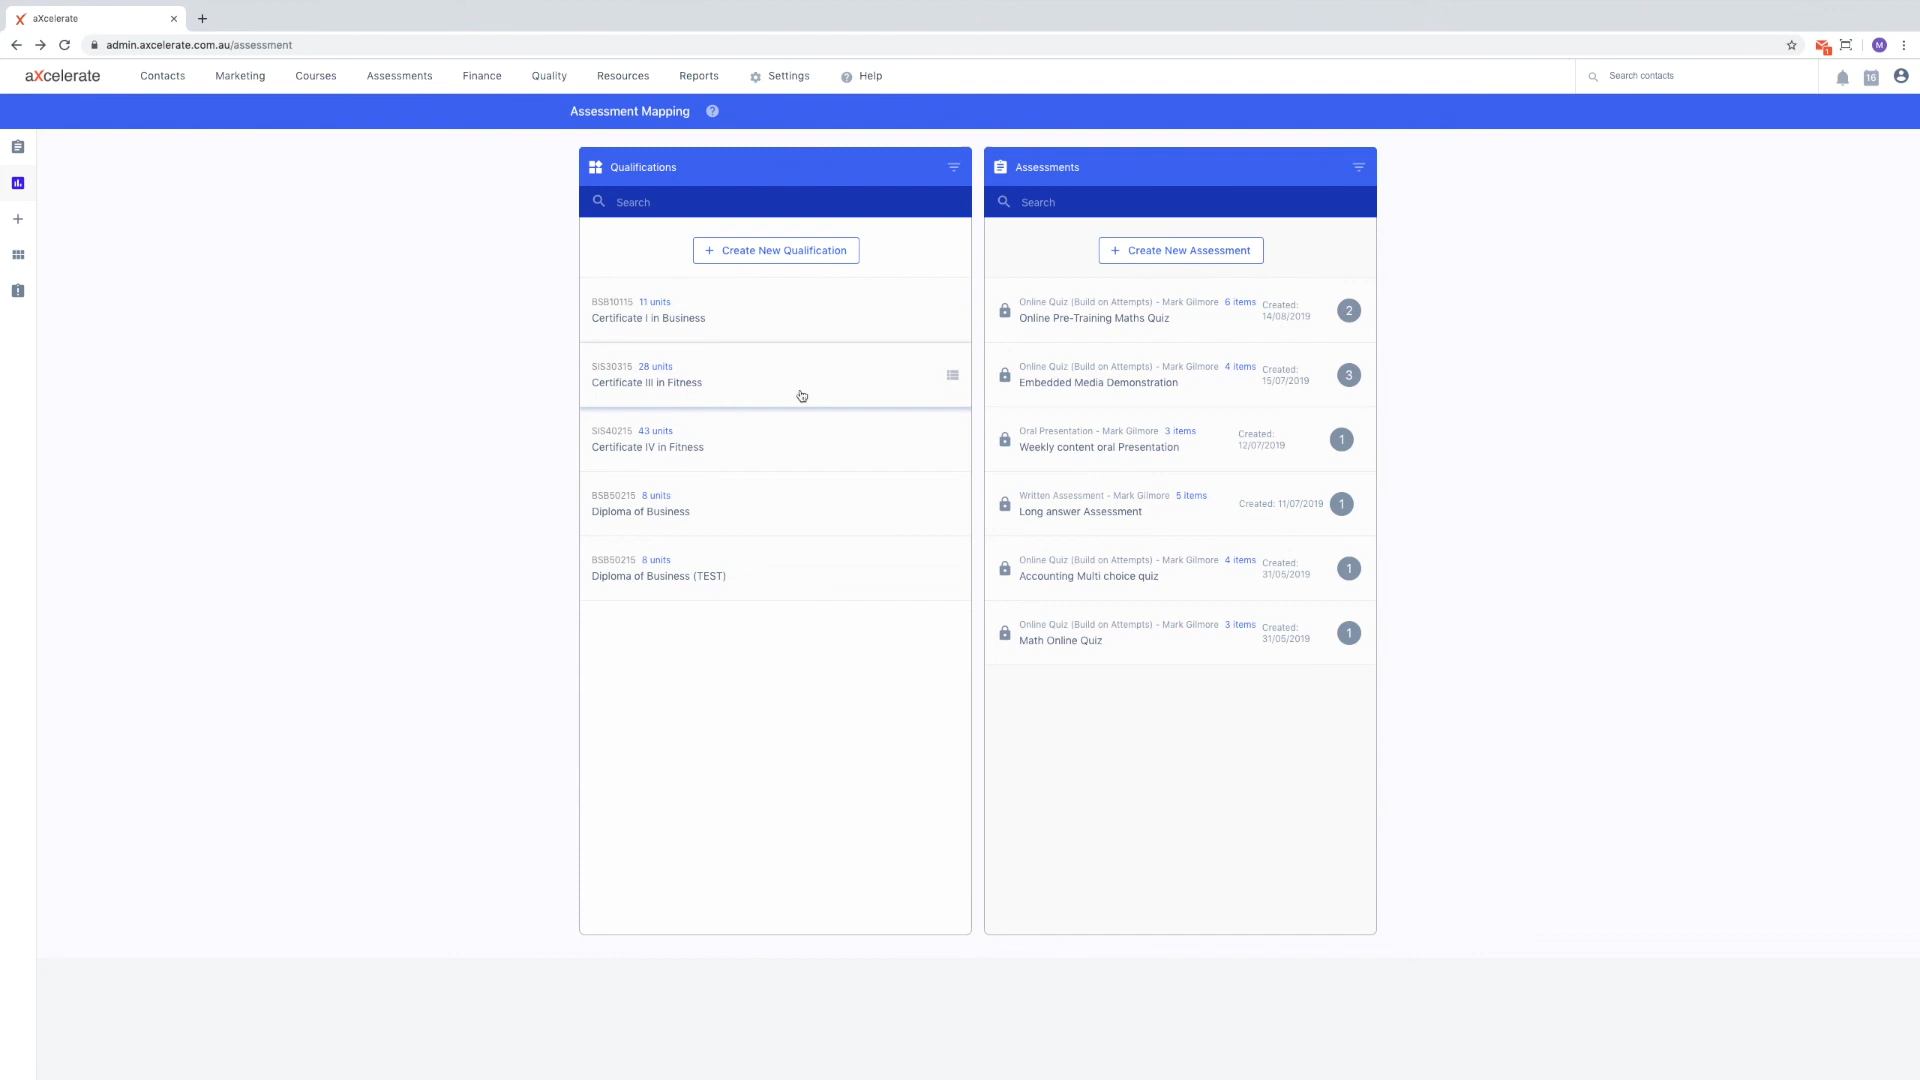 aXcelerate
admin.axcelerate.com.au/assessment
1
M
aXcelerate
Contacts
Marketing
Courses
Assessments
Finance
Quality
Resources
Reports
Settings
? Help
Search contacts
16
Assessment Mapping ?
Qualifications
Search
+ Create New Qualification
BSB10115 11 units
Certificate I in Business
SIS30315 28 units
Certificate III in Fitness
SIS40215 43 units
Certificate IV in Fitness
BSB50215 8 units
Diploma of Business
BSB50215 8 units
Diploma of Business (TEST)
Assessments
Search
+ Create New Assessment
Online Quiz (Build on Attempts) - Mark Gilmore 6 items
Online Pre-Training Maths Quiz
Created:
14/08/2019
2
Online Quiz (Build on Attempts) - Mark Gilmore 4 items
Embedded Media Demonstration
Created:
15/07/2019
3
Oral Presentation - Mark Gilmore 3 items
Weekly content oral Presentation
Created:
12/07/2019
1
Written Assessment - Mark Gilmore 5 items
Long answer Assessment
Created: 11/07/2019
1
Online Quiz (Build on Attempts) - Mark Gilmore 4 items
Accounting Multi choice quiz
Created:
31/05/2019
1
Online Quiz (Build on Attempts) - Mark Gilmore 3 items
Math Online Quiz
Created:
31/05/2019
1